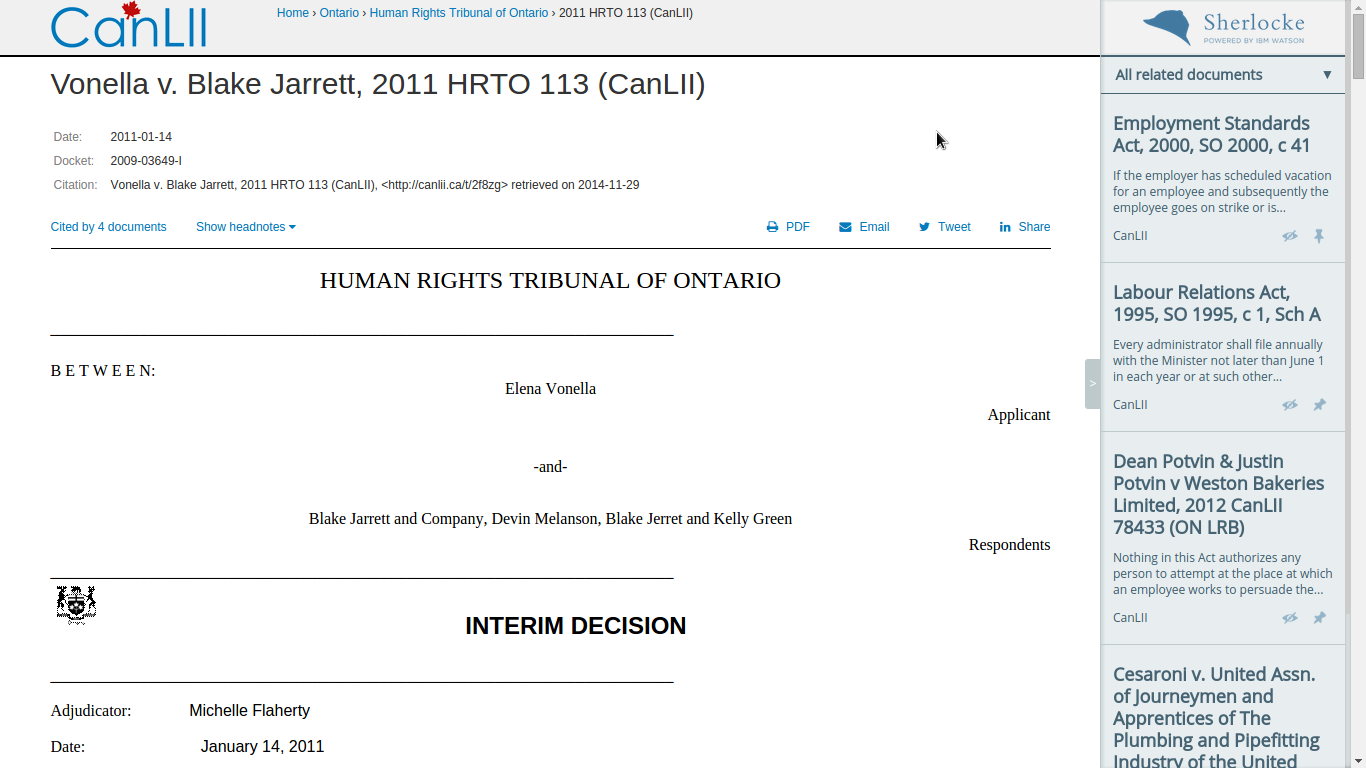 CanLII
Home › Ontario › Human Rights Tribunal of Ontario › 2011 HRTO 113 (CanLII)
Vonella v. Blake Jarrett, 2011 HRTO 113 (CanLII)
Date: 2011-01-14
Docket: 2009-03649-I
Citation: Vonella v. Blake Jarrett, 2011 HRTO 113 (CanLII), <http://canlii.ca/t/2f8zg> retrieved on 2014-11-29
Cited by 4 documents Show headnotes PDF Email Tweet Share
HUMAN RIGHTS TRIBUNAL OF ONTARIO
B E T W E E N:
Elena Vonella
Applicant
-and-
Blake Jarrett and Company, Devin Melanson, Blake Jerret and Kelly Green
Respondents
INTERIM DECISION
Adjudicator: Michelle Flaherty
Date: January 14, 2011
>
Sherlocke
POWERED BY IBM WATSON
All related documents ▼
Employment Standards
Act, 2000, SO 2000, c 41
If the employer has scheduled vacation
for an employee and subsequently the
employee goes on strike or is...
CanLII
Labour Relations Act,
1995, SO 1995, c 1, Sch A
Every administrator shall file annually
with the Minister not later than June 1
in each year or at such other...
CanLII
Dean Potvin & Justin
Potvin v Weston Bakeries
Limited, 2012 CanLII
78433 (ON LRB)
Nothing in this Act authorizes any
person to attempt at the place at which
an employee works to persuade the...
CanLII
Cesaroni v. United Assn.
of Journeymen and
Apprentices of The
Plumbing and Pipefitting
Industry of the United